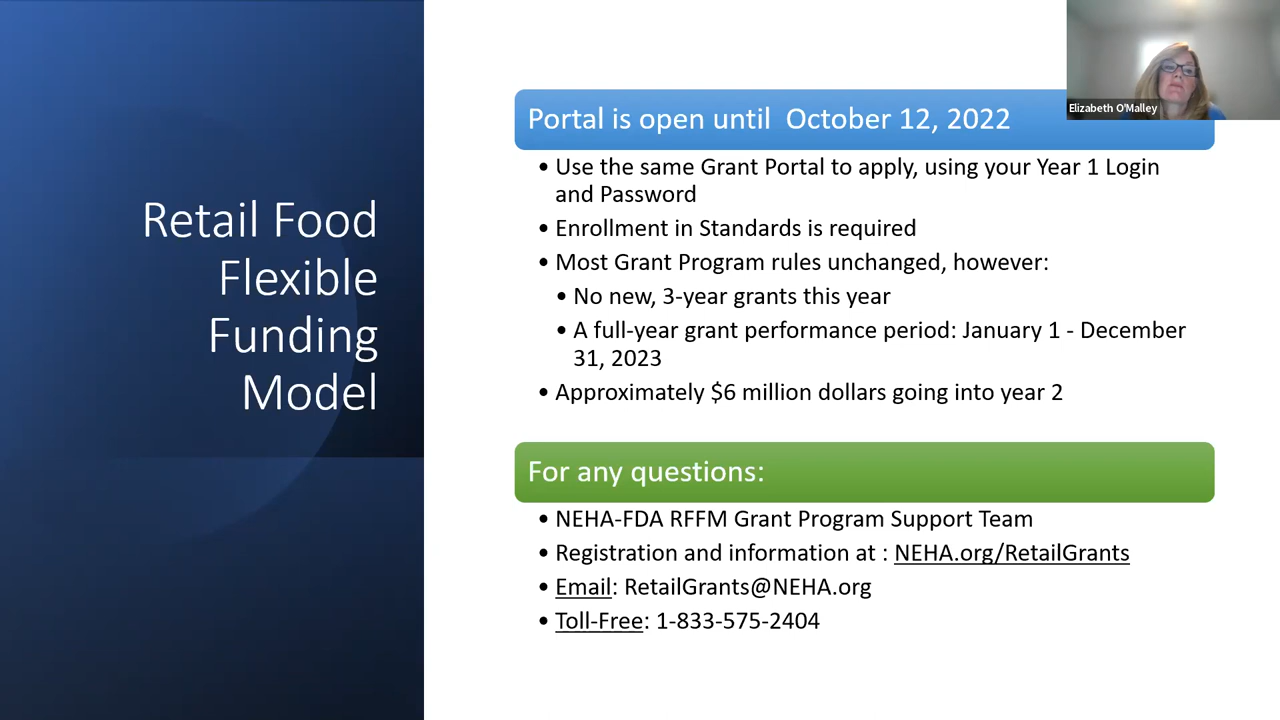 Retail Food
Flexible
Funding
Model
Elizabeth O'Malley
Portal is open until  October 12, 2022
• Use the same Grant Portal to apply, using your Year 1 Login
and Password
• Enrollment in Standards is required
• Most Grant Program rules unchanged, however:
• No new, 3-year grants this year
• A full-year grant performance period: January 1 - December
31, 2023
• Approximately $6 million dollars going into year 2
For any questions:
• NEHA-FDA RFFM Grant Program Support Team
• Registration and information at : NEHA.org/RetailGrants
• Email: RetailGrants@NEHA.org
• Toll-Free: 1-833-575-2404